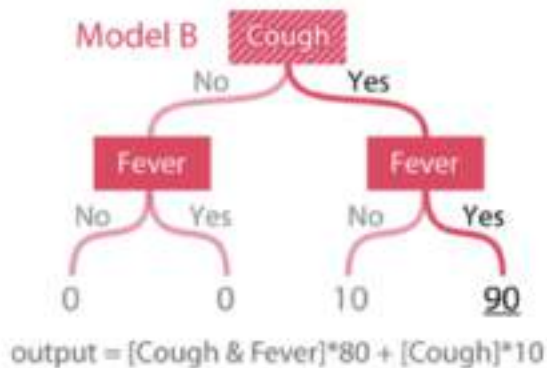 Model B
Cough
No Yes
Fever Fever
No Yes No Yes
0 0 10 90
output = [Cough & Fever]*80 + [Cough]*10